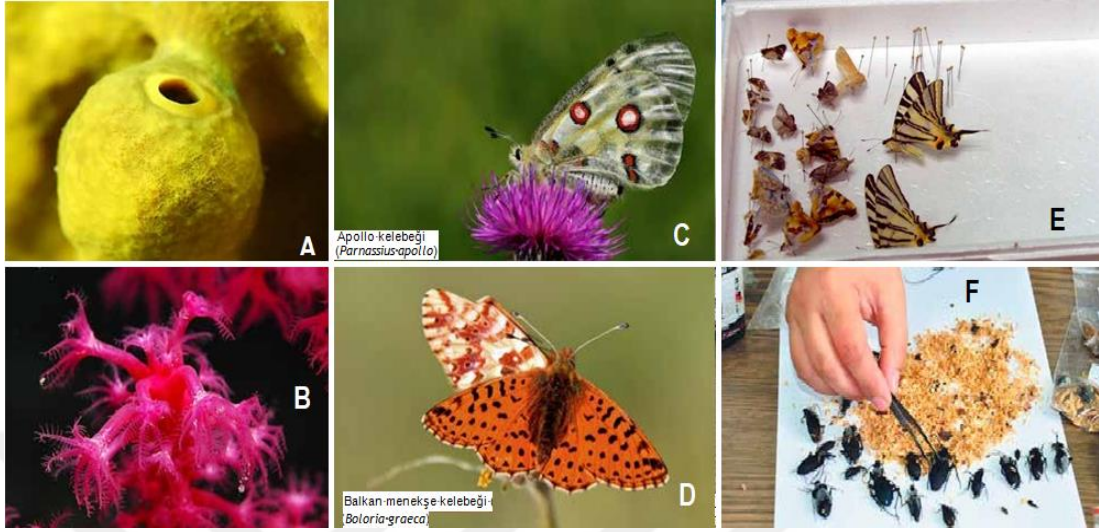 A
Apollo·kelebeği
(Parnassius·apollo)
C
E
B
Balkan·menekşe·kelebeği·
(Boloria·graeca)
D
F